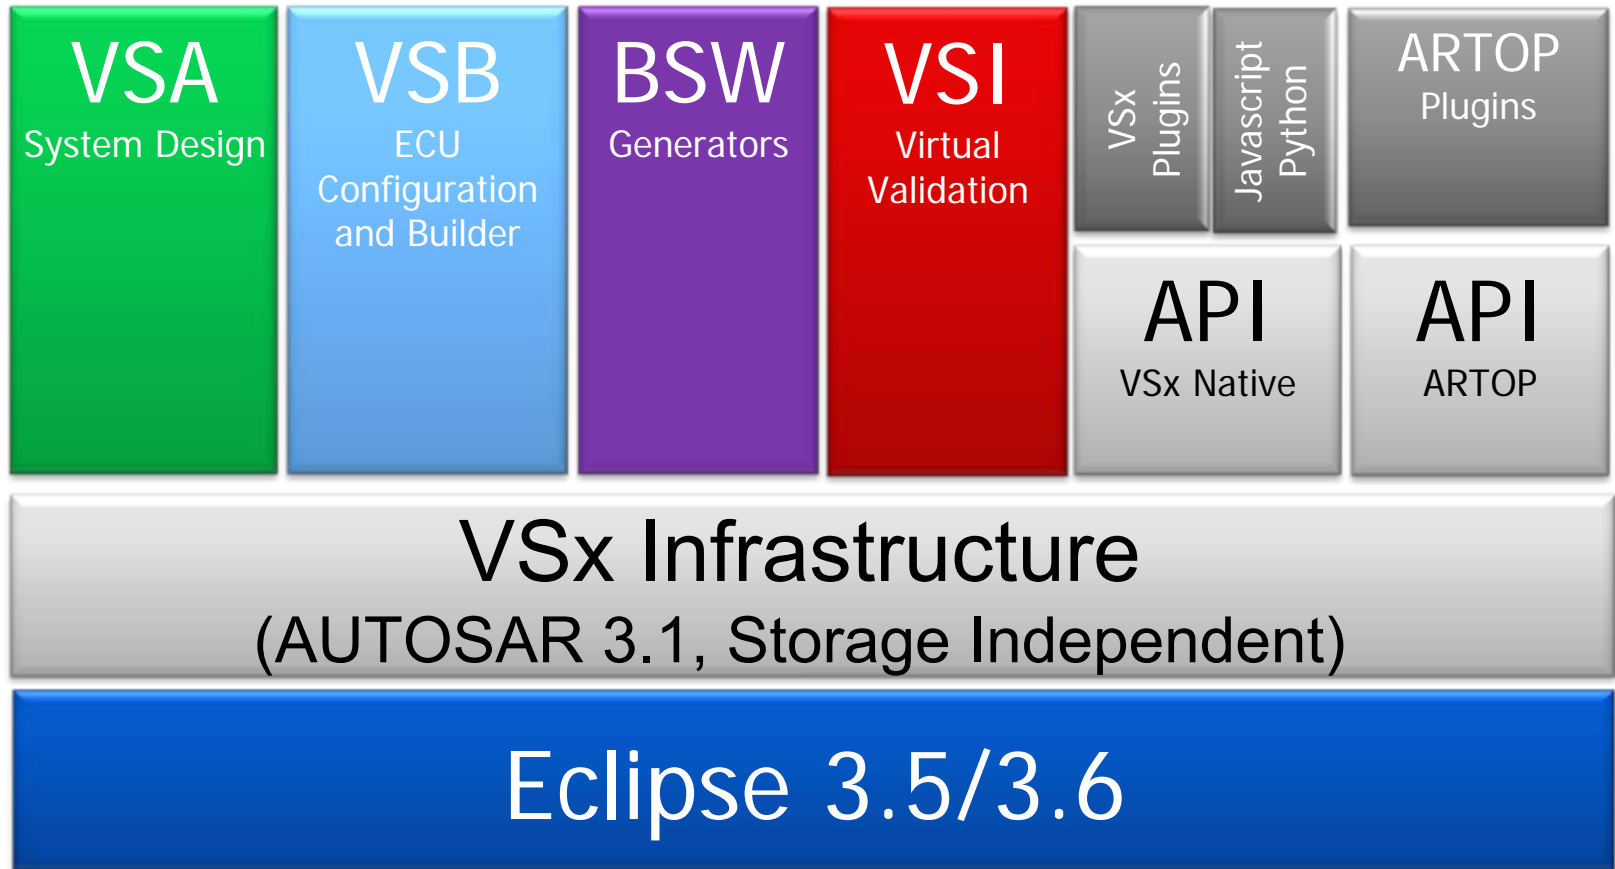 VSA
System Design
VSB
ECU
Configuration
and Builder
BSW
Generators
VSI
Virtual
Validation
VSx
Plugins
Javascript
Python
ARTOP
Plugins
API
VSx Native
API
ARTOP
VSx Infrastructure
(AUTOSAR 3.1, Storage Independent)
Eclipse 3.5/3.6